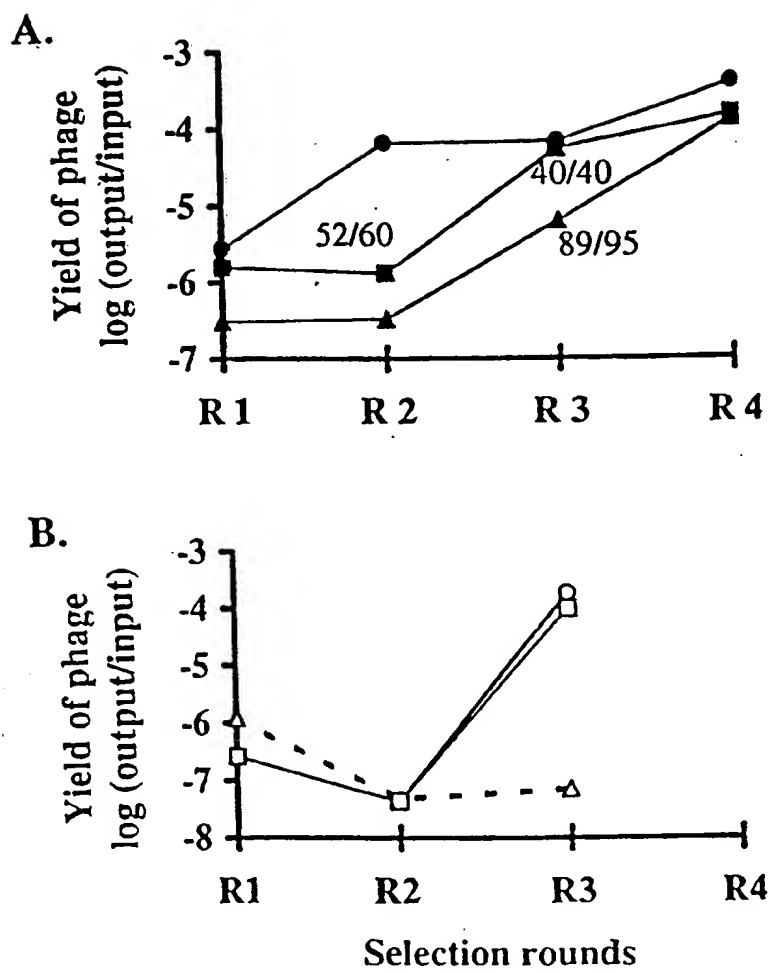 A.
Yield of phage
log (output/input)
-3
-4
-5
-6
-7
52/60
40/40
89/95
R 1
R 2
R 3
R 4
B.
Yield of phage
log (output/input)
-3
-4
-5
-6
-7
-8
R1
R2
R3
R4
Selection rounds